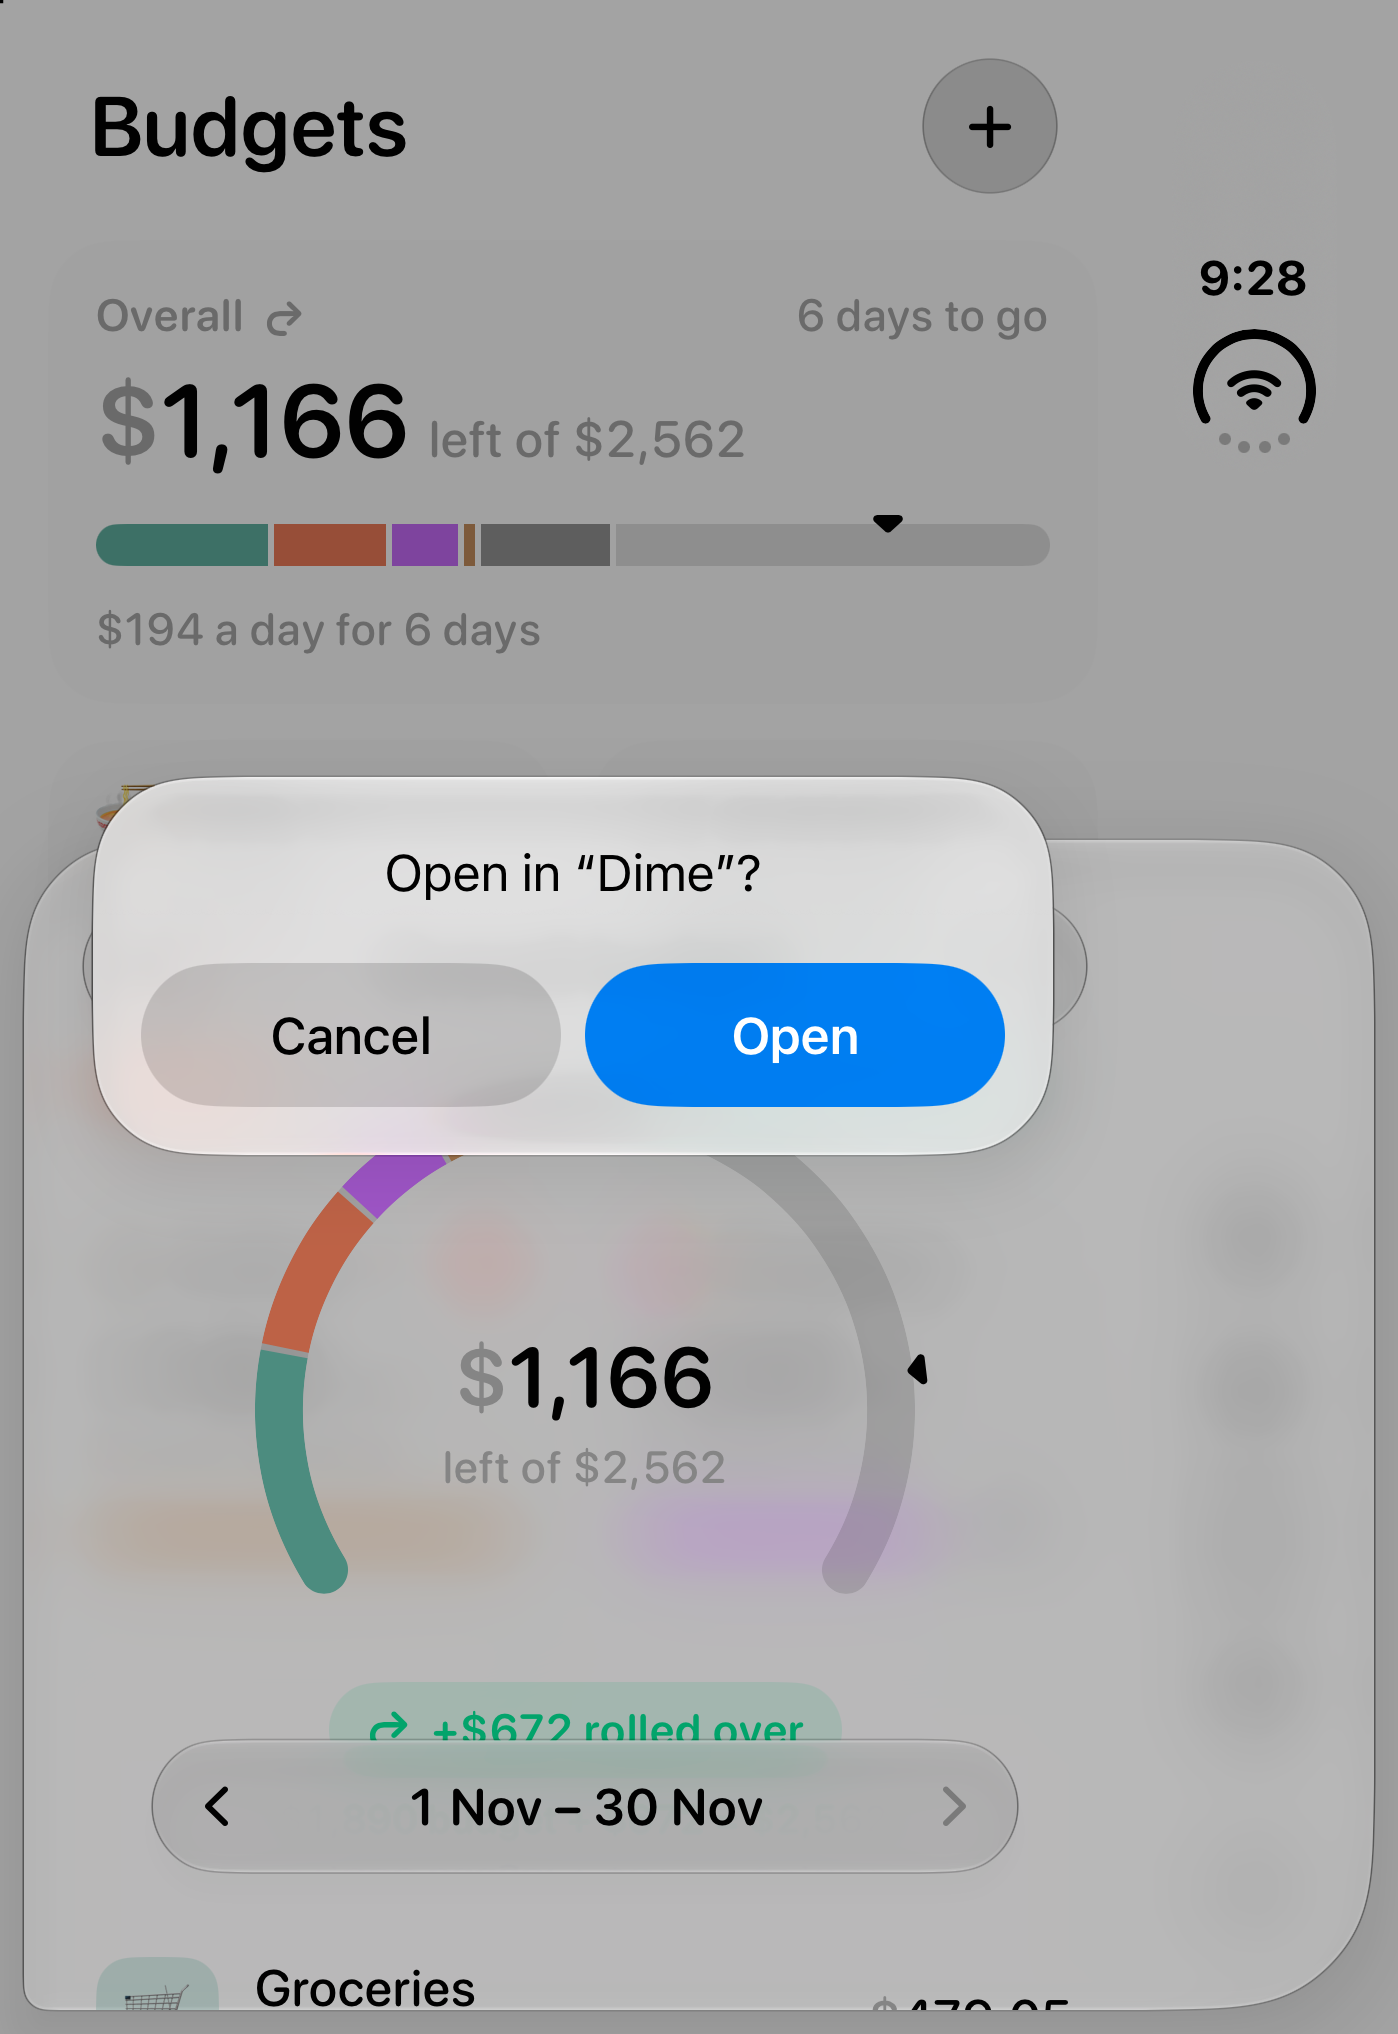 Budgets
9:28
Overall
6 days to go
$1,166 left of $2,562
$194 a day for 6 days
Open in “Dime”?
Cancel
Open
$1,166
left of $2,562
+$672 rolled over
1 Nov – 30 Nov
Groceries